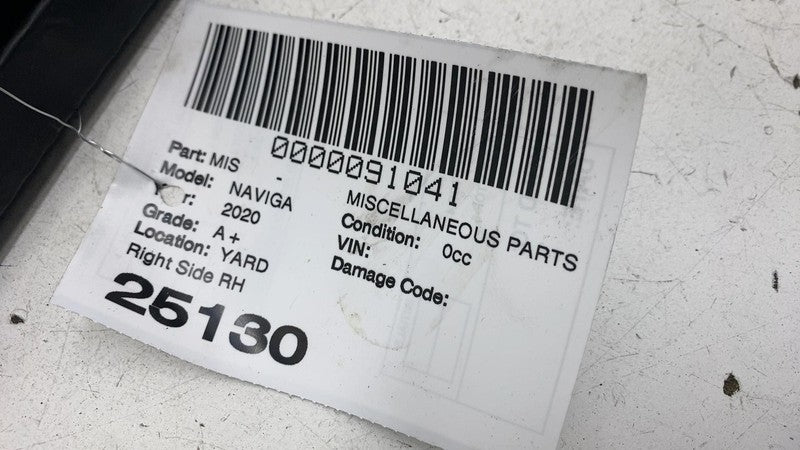 0000091041
Part: MIS - MISCELLANEOUS PARTS
Model: NAVIGA Condition: 0cc
2020 VIN:
Grade: A+ Damage Code:
Location: YARD
Right Side RH
25130